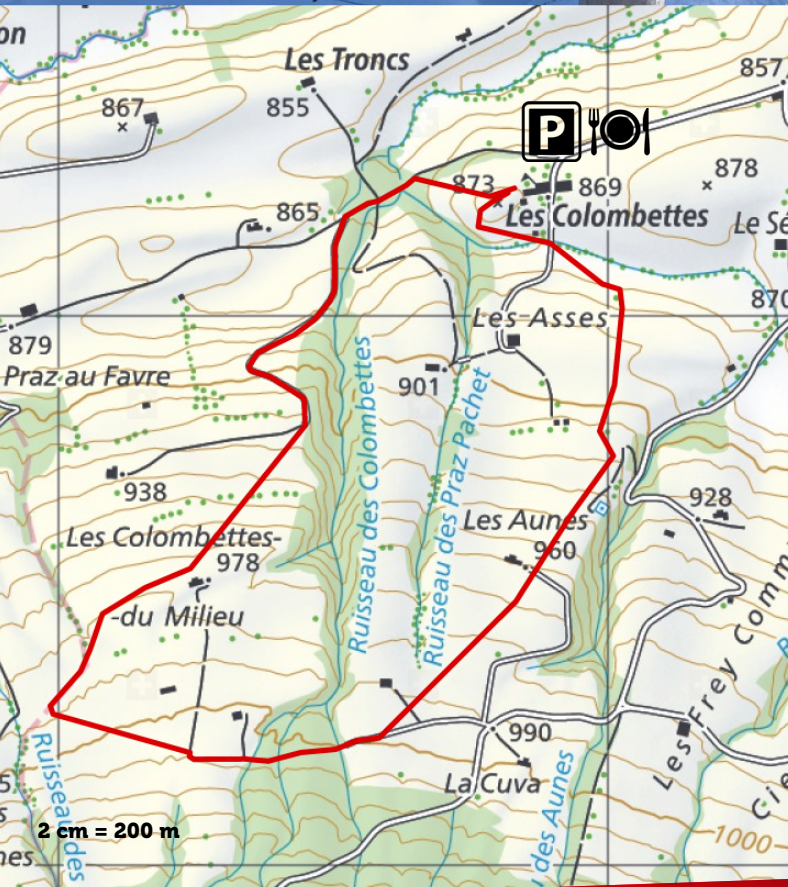 on
Les Troncs
857
867
855
P
878
873
869
865
Les Colombettes
Le Sé
870
Les Asses
879
Praz au Favre
901
Ruisseau des Colombettes
Ruisseau des Praz Pachet
938
928
Les Aunes
Les Colombettes-
960
978
-du Milieu
Les Frey Comm
990
Ruisseau des
La Cuva
Cie
des Aunes
2 cm = 200 m
1000
nes